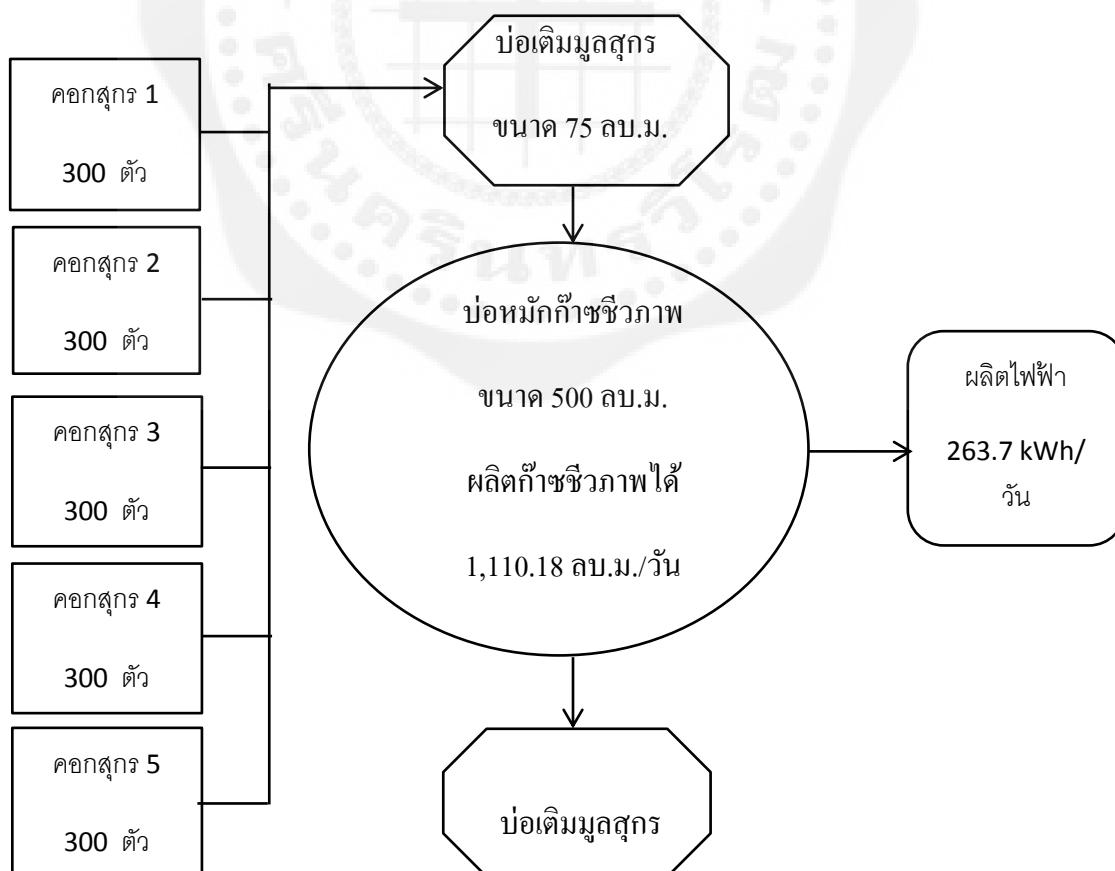 บ่อเติมมูลสุกร
ขนาด 75 ลบ.ม.
คอกสุกร 1
300 ตัว
คอกสุกร 2
300 ตัว
คอกสุกร 3
300 ตัว
คอกสุกร 4
300 ตัว
คอกสุกร 5
300 ตัว
บ่อหมักก๊าซชีวภาพ
ขนาด 500 ลบ.ม.
ผลิตก๊าซชีวภาพได้
1,110.18 ลบ.ม./วัน
ผลิตไฟฟ้า
263.7 kWh/
วัน
บ่อเติมมูลสุกร